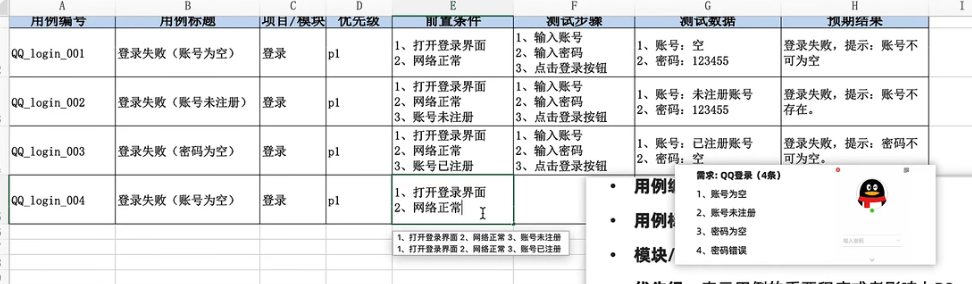 A B C D E F G H I
用例编号 用例标题 项目/模块 优先级 前置条件 测试步骤 测试数据 预期结果
QQ_login_001 登录失败（账号为空） 登录 p1
1、打开登录界面
2、网络正常
1、输入账号
2、输入密码
3、点击登录按钮
1、账号：空
2、密码：123455
登录失败，提示：账号不
可为空
QQ_login_002 登录失败（账号未注册） 登录 p1
1、打开登录界面
2、网络正常
3、账号未注册
1、输入账号
2、输入密码
3、点击登录按钮
1、账号：未注册账号
2、密码：123455
登录失败，提示：账号不
存在。
QQ_login_003 登录失败（密码为空） 登录 p1
1、打开登录界面
2、网络正常
3、账号已注册
1、输入账号
2、输入密码
3、点击登录按钮
1、账号：已注册账号
2、密码：空
登录失败，提示：密码不
可为空。
QQ_login_004 登录 p1
1、打开登录界面
2、网络正常
1、打开登录界面 2、网络正常 3、账号未注册
1、打开登录界面 2、网络正常 3、账号已注册
• 用例编
• 用例标
• 模块/
需求: QQ登录（4条）
1、账号为空
2、账号未注册
3、密码为空
4、密码错误
输入密码